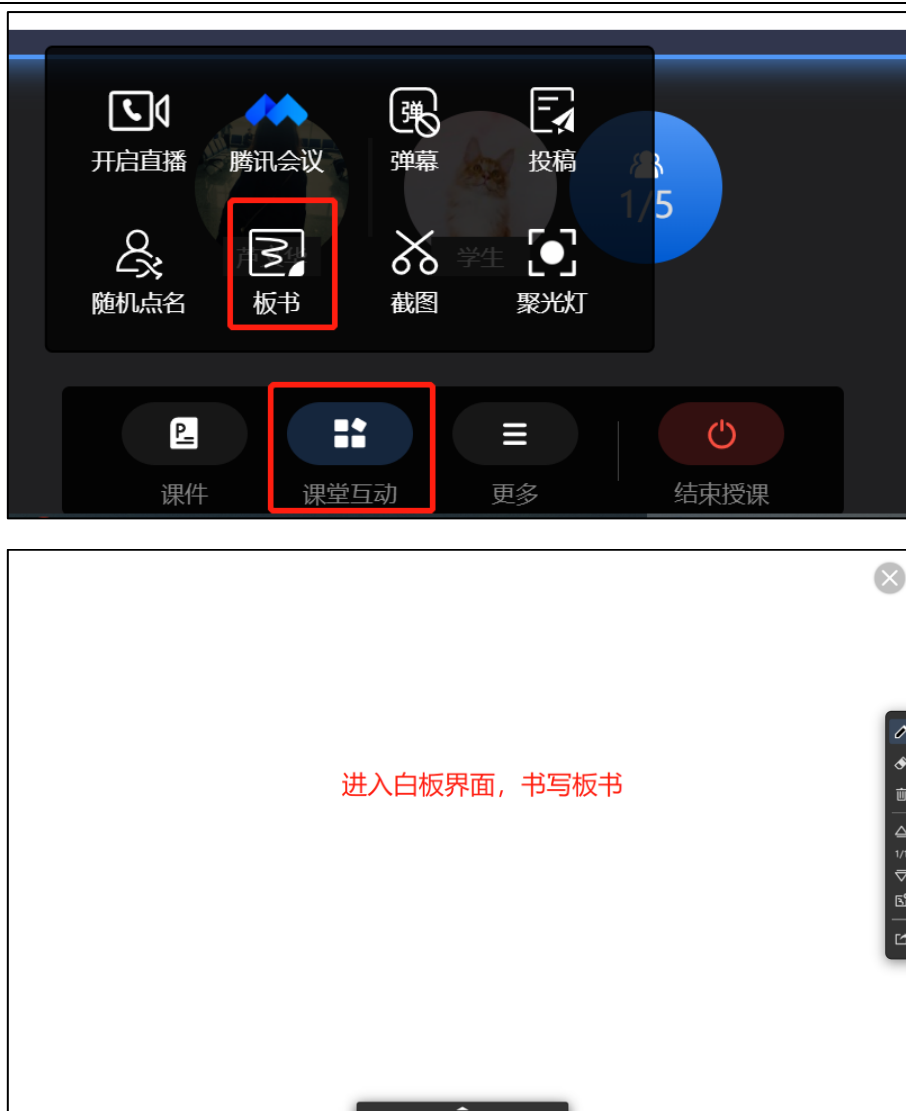 开启直播 腾讯会议 弹幕 投稿
1/5
学生
随机点名 板书 截图 聚光灯
课件 课堂互动 更多 结束授课
进入白板界面，书写板书